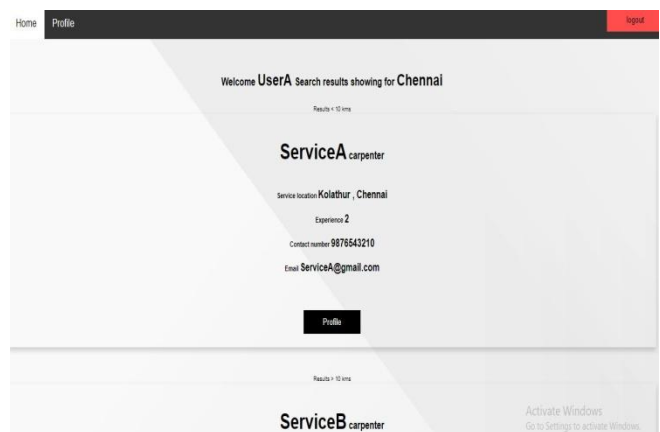 Home Profile logout
Welcome UserA Search results showing for Chennai
Results < 10 kms
ServiceA carpenter
Service location Kolathur , Chennai
Experience 2
Contact number 9876543210
Email ServiceA@gmail.com
Profile
Results > 10 kms
ServiceB carpenter
Activate Windows
Go to Settings to activate Windows.